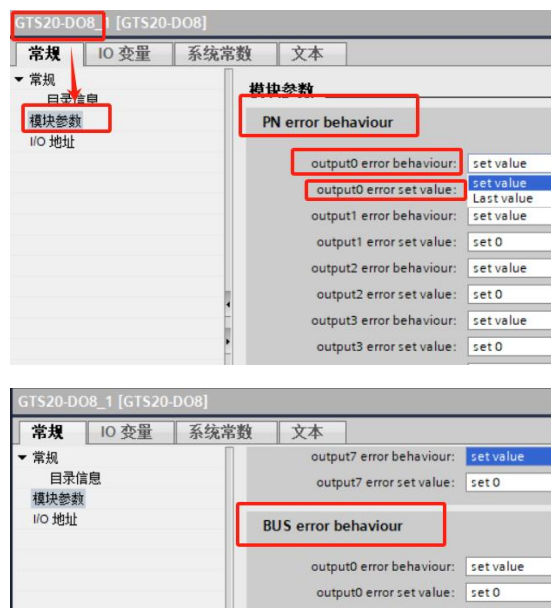 GTS20-DO8_1 [GTS20-DO8]
常规 IO 变量 系统常数 文本
常规
目录信息
模块参数
I/O 地址
模块参数
PN error behaviour
output0 error behaviour: set value
output0 error set value: set value
Last value
output1 error behaviour: set value
output1 error set value: set 0
output2 error behaviour: set value
output2 error set value: set 0
output3 error behaviour: set value
output3 error set value: set 0
GTS20-DO8_1 [GTS20-DO8]
常规 IO 变量 系统常数 文本
常规
目录信息
模块参数
I/O 地址
output7 error behaviour: set value
output7 error set value: set 0
BUS error behaviour
output0 error behaviour: set value
output0 error set value: set 0